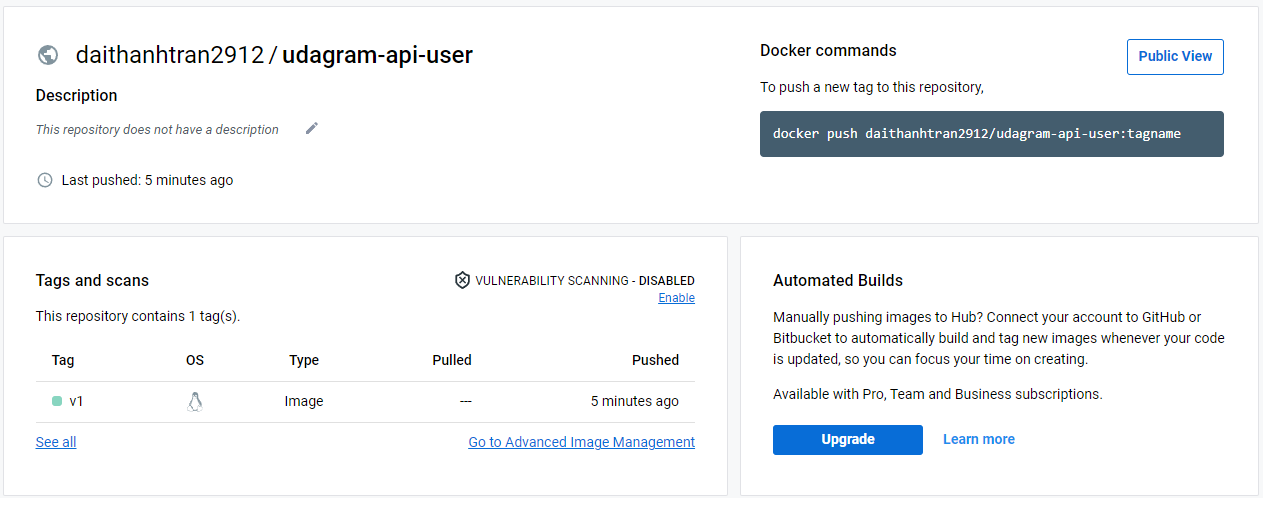 daithanhtran2912 / udagram-api-user
Description
This repository does not have a description
Last pushed: 5 minutes ago
Docker commands
Public View
To push a new tag to this repository,
docker push daithanhtran2912/udagram-api-user:tagname
Tags and scans
VULNERABILITY SCANNING - DISABLED
Enable
This repository contains 1 tag(s).
Tag OS Type Pulled Pushed
v1 Image --- 5 minutes ago
See all Go to Advanced Image Management
Automated Builds
Manually pushing images to Hub? Connect your account to GitHub or
Bitbucket to automatically build and tag new images whenever your code
is updated, so you can focus your time on creating.
Available with Pro, Team and Business subscriptions.
Upgrade Learn more